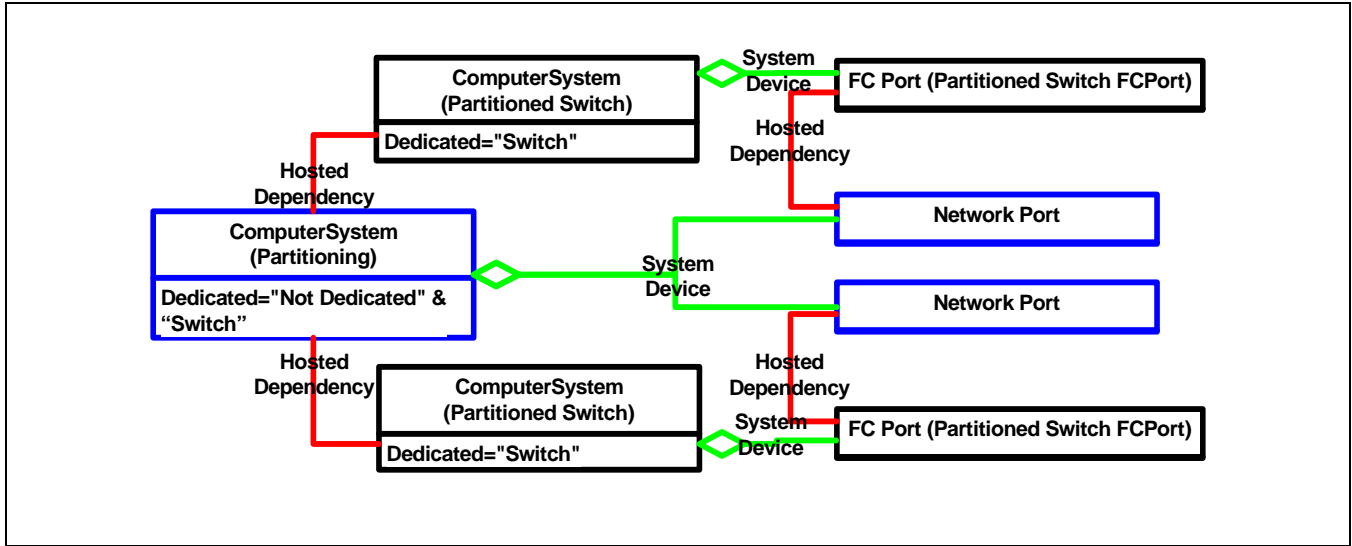 ComputerSystem
(Partitioned Switch)
Dedicated="Switch"
System
Device
FC Port (Partitioned Switch FCPort)
Hosted
Dependency
Hosted
Dependency
ComputerSystem
(Partitioning)
Dedicated="Not Dedicated" &
“Switch”
System
Device
Network Port
Network Port
Hosted
Dependency
ComputerSystem
(Partitioned Switch)
Dedicated="Switch"
Hosted
Dependency
System
Device
FC Port (Partitioned Switch FCPort)